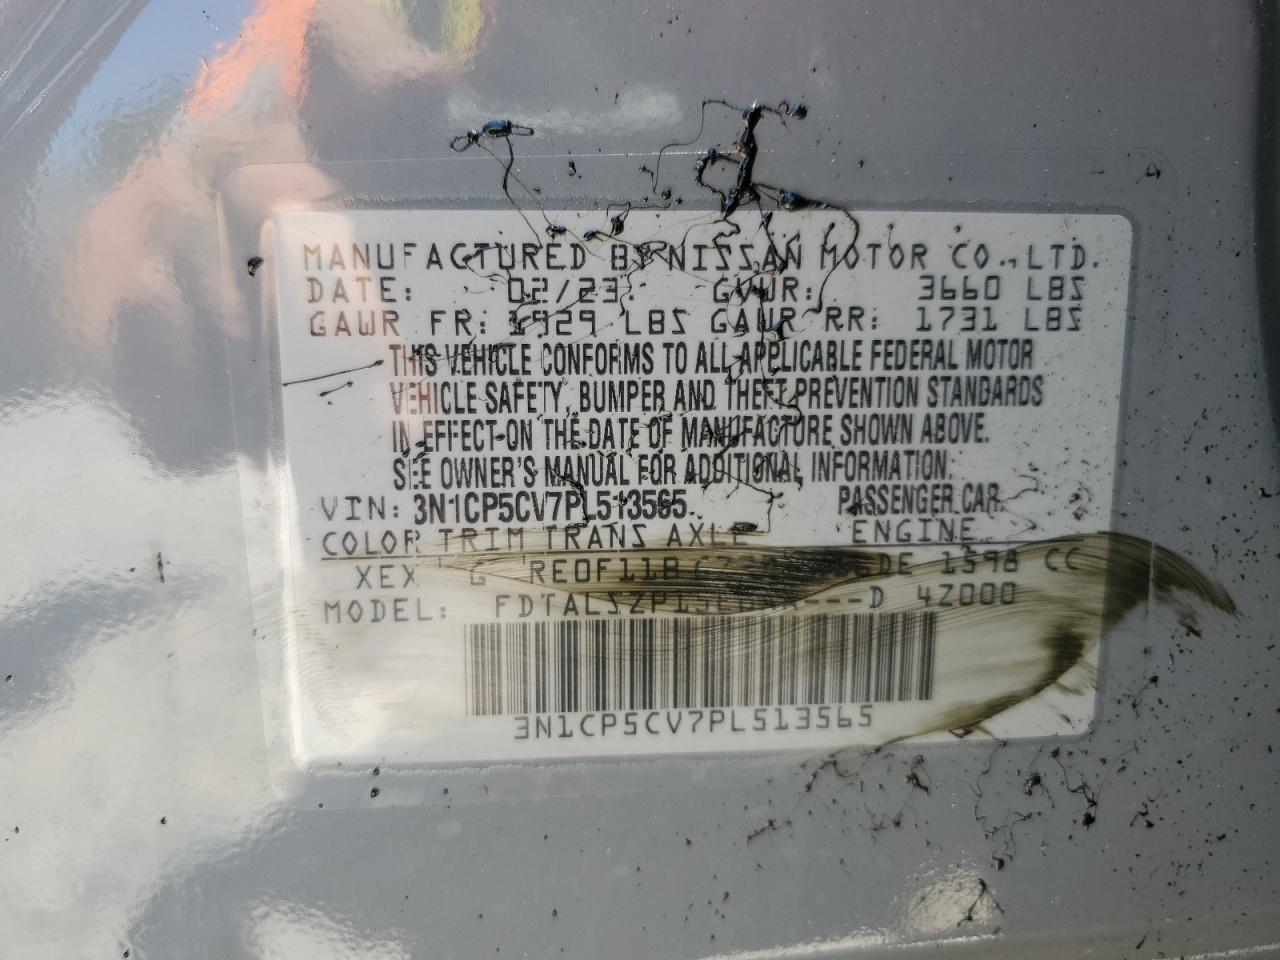 MANUFACTURED BY NISSAN MOTOR CO., LTD.
DATE: 02/23 GVWR: 3660 LBS
GAWR FR: 1929 LBS GAWR RR: 1731 LBS
THIS VEHICLE CONFORMS TO ALL APPLICABLE FEDERAL MOTOR
VEHICLE SAFETY, BUMPER AND THEFT PREVENTION STANDARDS
IN EFFECT ON THE DATE OF MANUFACTURE SHOWN ABOVE.
SEE OWNER'S MANUAL FOR ADDITIONAL INFORMATION.
VIN: 3N1CP5CV7PL513565 PASSENGER CAR
COLOR TRIM TRANS AXLE ENGINE
XEX G DE 1598 CC
MODEL: D 4Z000
3N1CP5CV7PL513565